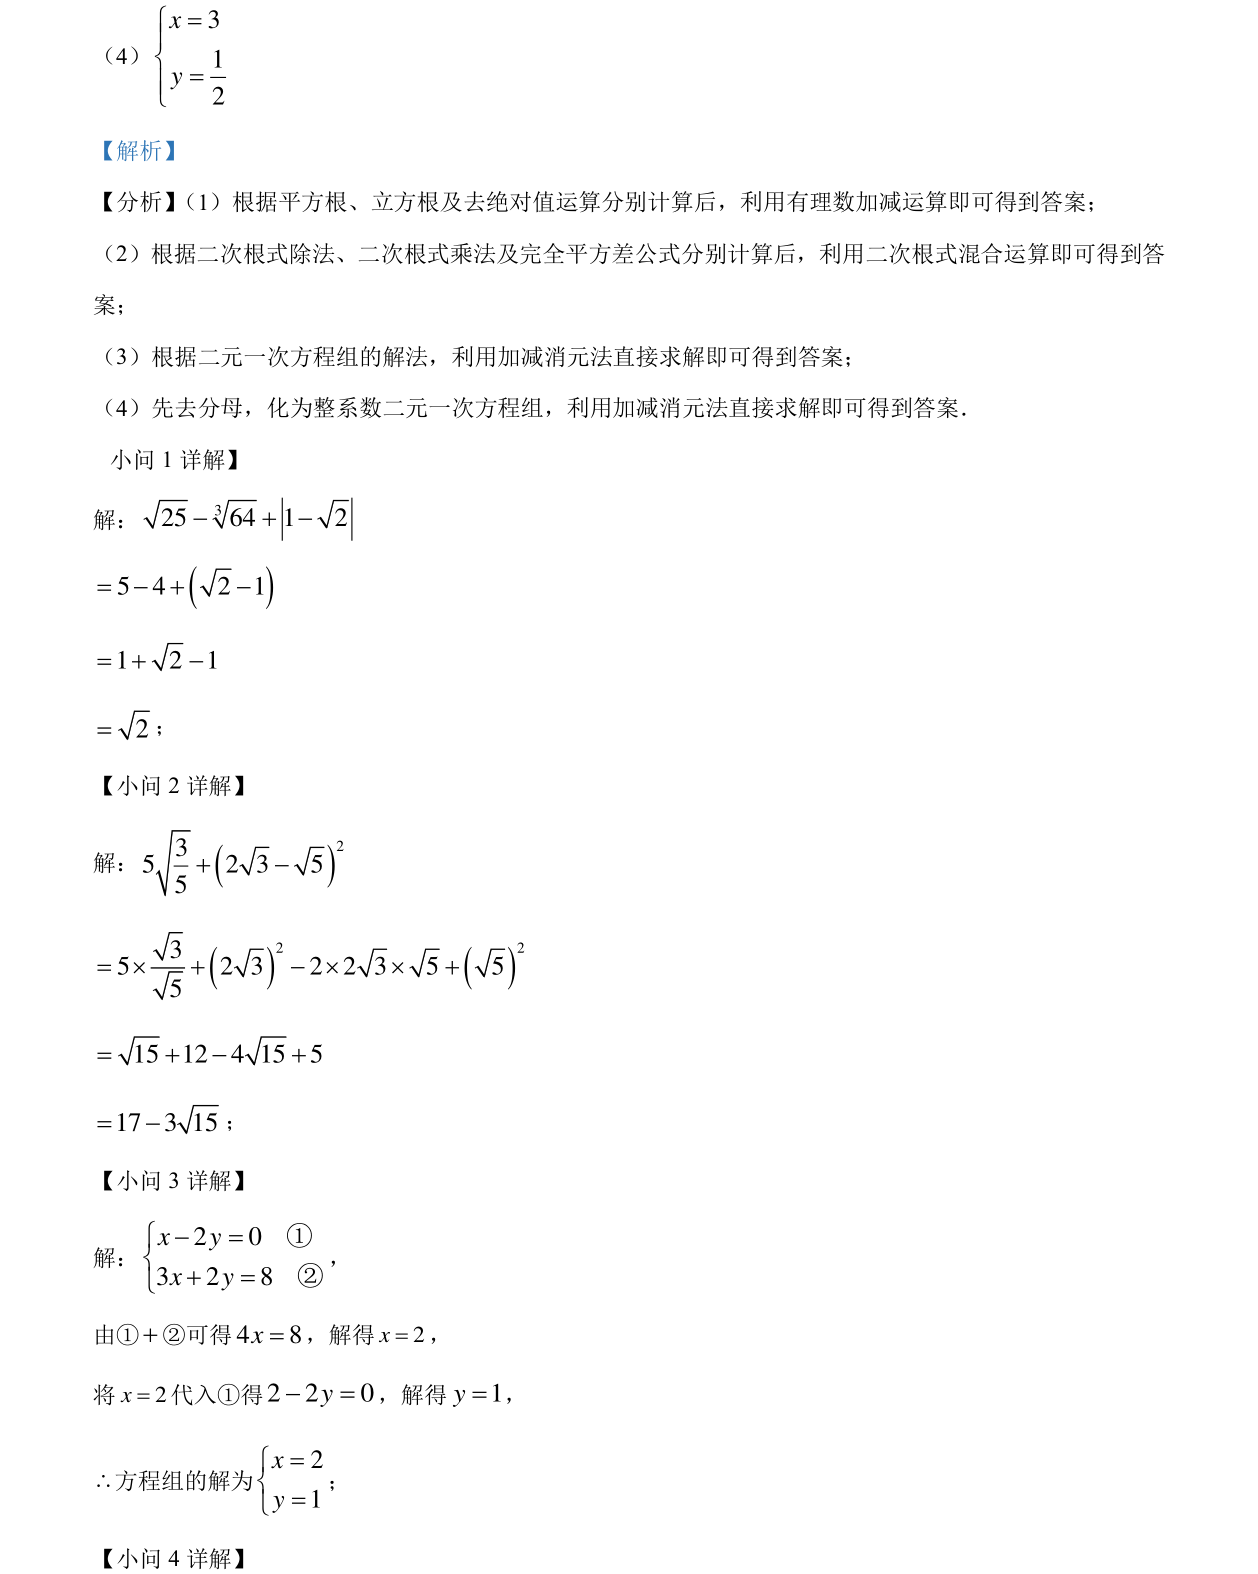 （4）{x=3
y=1/2
【解析】
【分析】（1）根据平方根、立方根及去绝对值运算分别计算后，利用有理数加减运算即可得到答案；
（2）根据二次根式除法、二次根式乘法及完全平方差公式分别计算后，利用二次根式混合运算即可得到答
案；
（3）根据二元一次方程组的解法，利用加减消元法直接求解即可得到答案；
（4）先去分母，化为整系数二元一次方程组，利用加减消元法直接求解即可得到答案．
小问 1 详解】
解：√25−∛64+|1−√2|
=5−4+(√2−1)
=1+√2−1
=√2；
【小问 2 详解】
解：5√(3/5)+(2√3−√5)²
=5×√3/√5+(2√3)²−2×2√3×√5+(√5)²
=√15+12−4√15+5
=17−3√15；
【小问 3 详解】
解：{x−2y=0 ①
3x+2y=8 ②，
由①＋②可得4x=8，解得x=2，
将x=2代入①得2−2y=0，解得y=1，
∴方程组的解为{x=2
y=1；
【小问 4 详解】